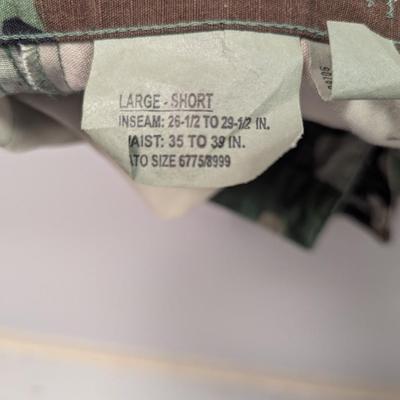 LARGE - SHORT
INSEAM: 26-1/2 TO 29-1/2 IN.
AIST: 35 TO 39 IN.
ATO SIZE 6775/8999